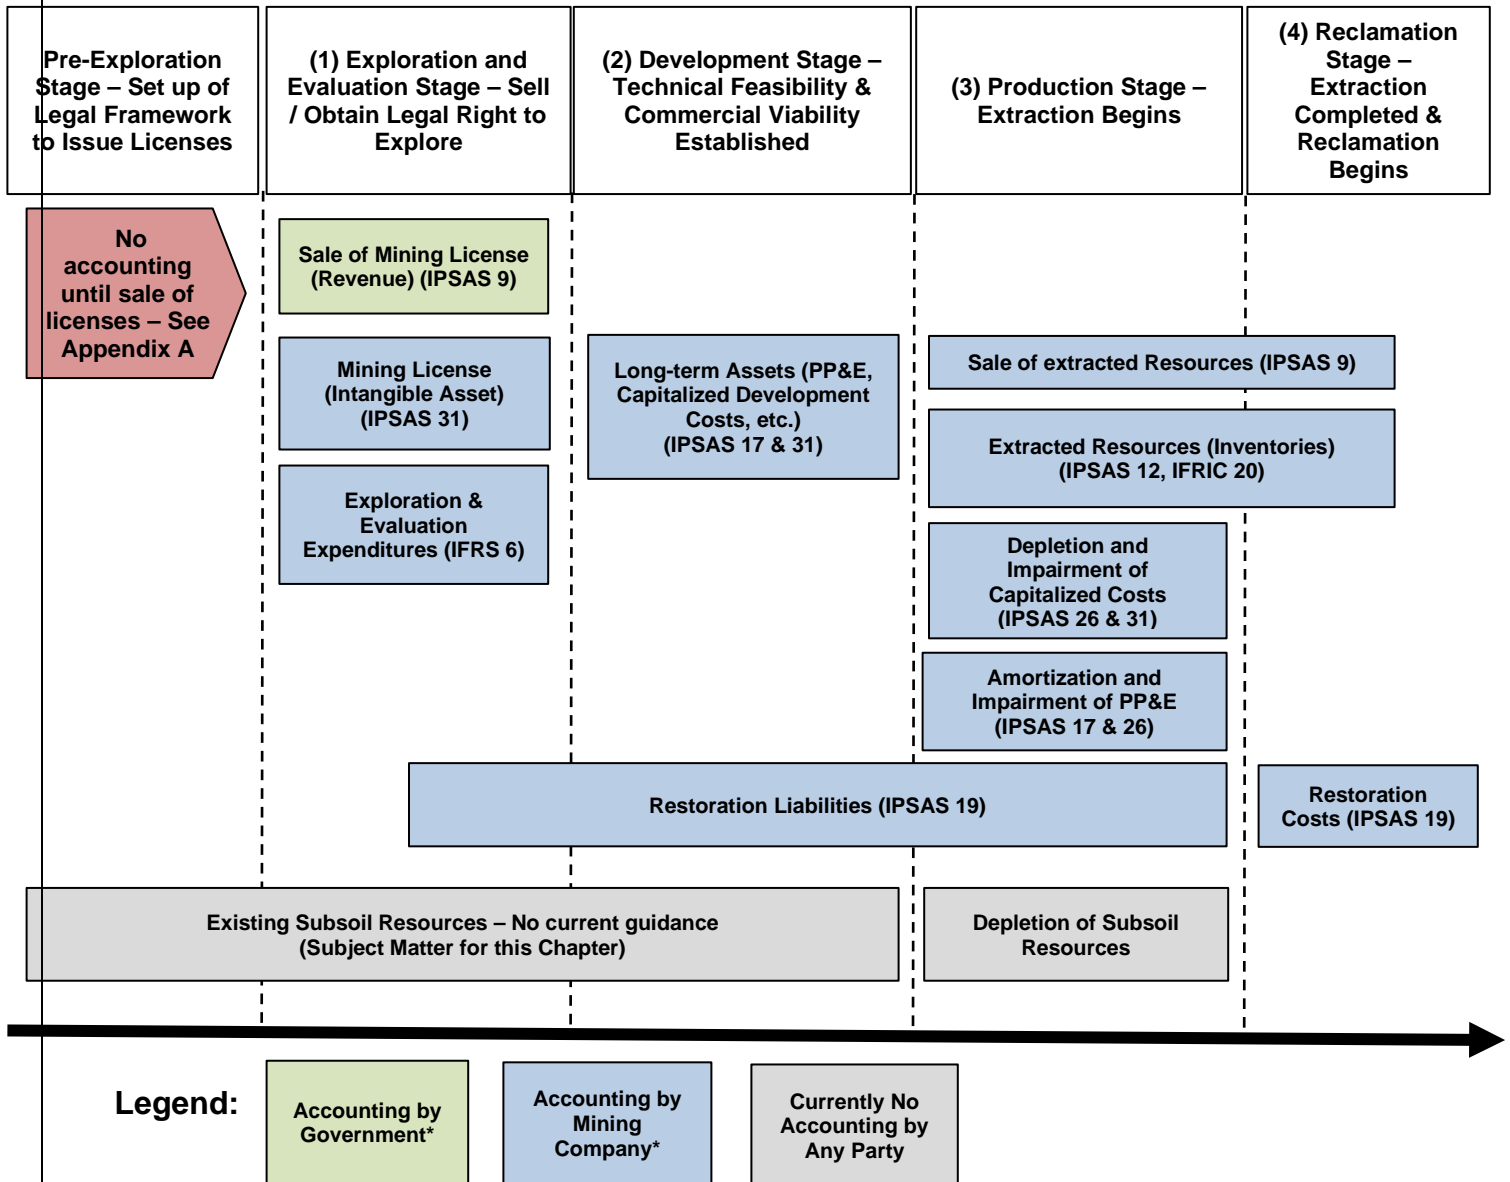 Pre-Exploration
Stage – Set up of
Legal Framework
to Issue Licenses
(1) Exploration and
Evaluation Stage – Sell
/ Obtain Legal Right to
Explore
(2) Development Stage –
Technical Feasibility &
Commercial Viability
Established
(3) Production Stage –
Extraction Begins
(4) Reclamation
Stage –
Extraction
Completed &
Reclamation
Begins
No
accounting
until sale of
licenses – See
Appendix A
Sale of Mining License
(Revenue) (IPSAS 9)
Mining License
(Intangible Asset)
(IPSAS 31)
Exploration &
Evaluation
Expenditures (IFRS 6)
Long-term Assets (PP&E,
Capitalized Development
Costs, etc.)
(IPSAS 17 & 31)
Sale of extracted Resources (IPSAS 9)
Extracted Resources (Inventories)
(IPSAS 12, IFRIC 20)
Depletion and
Impairment of
Capitalized Costs
(IPSAS 26 & 31)
Amortization and
Impairment of PP&E
(IPSAS 17 & 26)
Restoration Liabilities (IPSAS 19)
Restoration
Costs (IPSAS 19)
Existing Subsoil Resources – No current guidance
(Subject Matter for this Chapter)
Depletion of Subsoil
Resources
Legend:
Accounting by
Government*
Accounting by
Mining
Company*
Currently No
Accounting by
Any Party